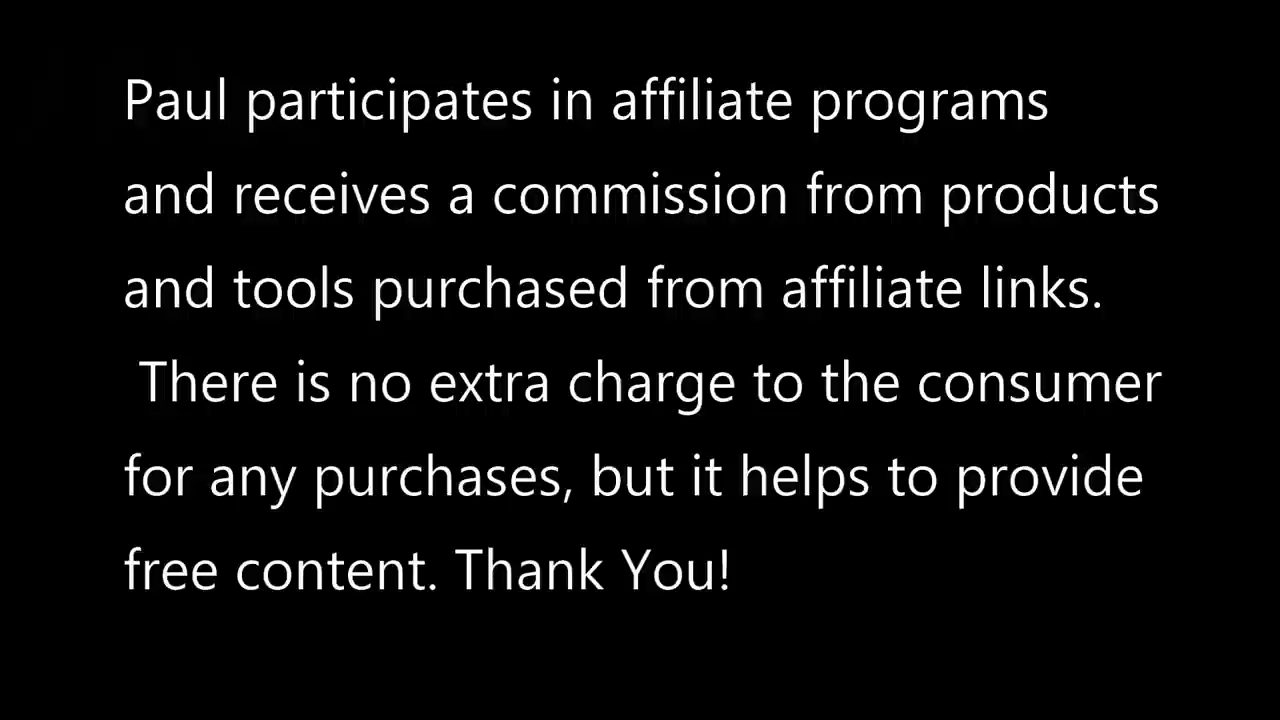 Paul participates in affiliate programs
and receives a commission from products
and tools purchased from affiliate links.
There is no extra charge to the consumer
for any purchases, but it helps to provide
free content. Thank You!